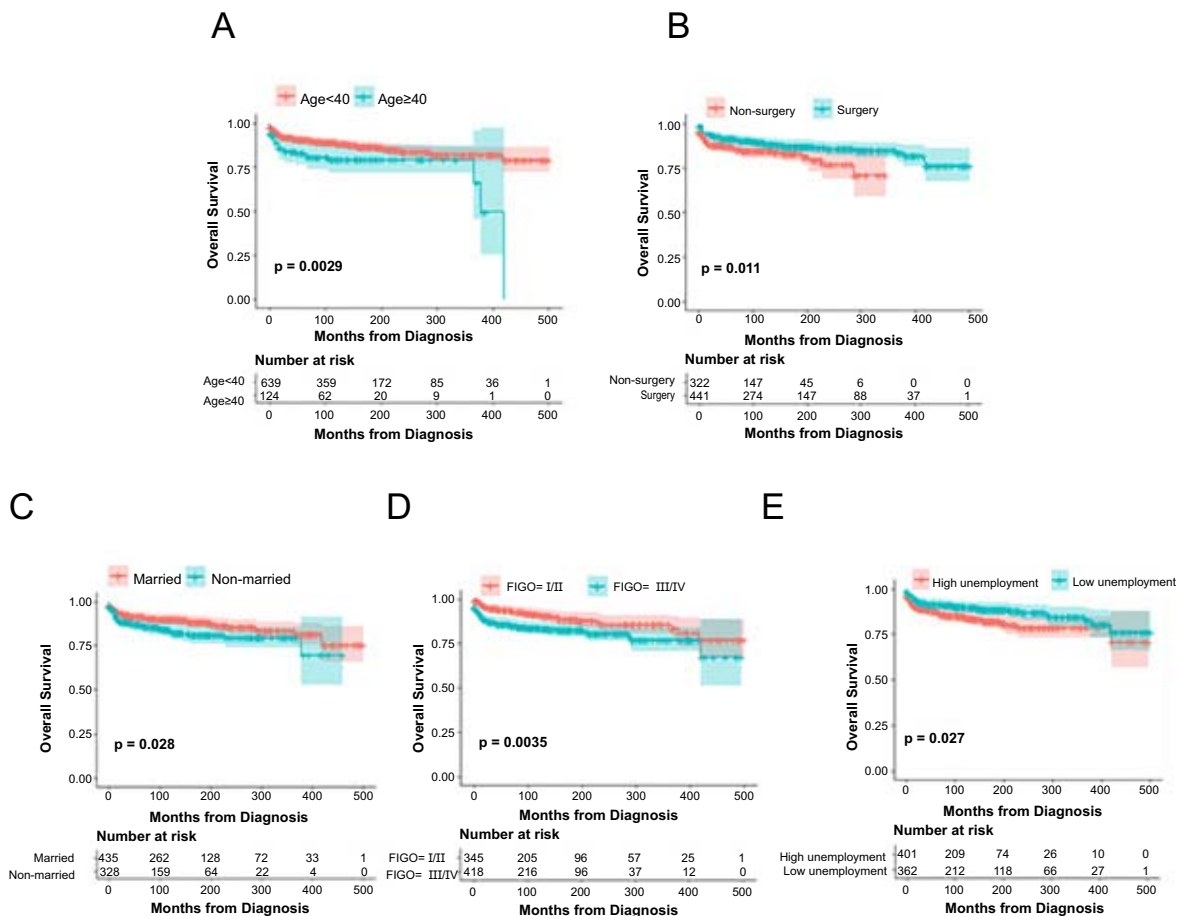 A
B
Age<40 Age≥40
Non-surgery Surgery
1.00
0.75
0.50
0.25
0.00
Overall Survival
p = 0.0029
0 100 200 300 400 500
Months from Diagnosis
1.00
0.75
0.50
0.25
0.00
Overall Survival
p = 0.011
0 100 200 300 400 500
Months from Diagnosis
Number at risk
Age<40 639 359 172 85 36 1
Age≥40 124 62 20 9 1 0
0 100 200 300 400 500
Months from Diagnosis
Number at risk
Non-surgery 322 147 45 6 0 0
Surgery 441 274 147 88 37 1
0 100 200 300 400 500
Months from Diagnosis
C
D
E
Married Non-married
1.00
0.75
0.50
0.25
0.00
Overall Survival
p = 0.028
0 100 200 300 400 500
Months from Diagnosis
Number at risk
Married 435 262 128 72 33 1
Non-married 328 159 64 22 4 0
0 100 200 300 400 500
Months from Diagnosis
FIGO= I/II FIGO= III/IV
1.00
0.75
0.50
0.25
0.00
Overall Survival
p = 0.0035
0 100 200 300 400 500
Months from Diagnosis
Number at risk
FIGO= I/II 345 205 96 57 25 1
FIGO= III/IV 418 216 96 37 12 0
0 100 200 300 400 500
Months from Diagnosis
High unemployment Low unemployment
1.00
0.75
0.50
0.25
0.00
Overall Survival
p = 0.027
0 100 200 300 400 500
Months from Diagnosis
Number at risk
High unemployment 401 209 74 26 10 0
Low unemployment 362 212 118 66 27 1
0 100 200 300 400 500
Months from Diagnosis